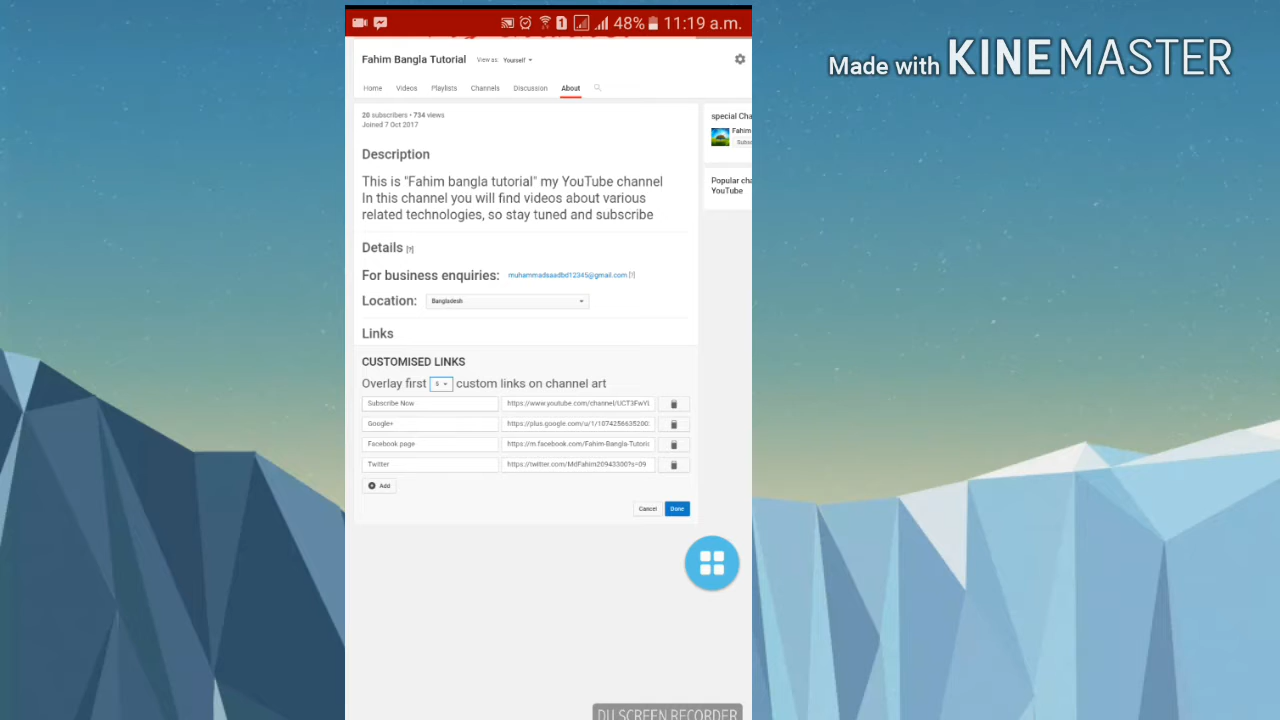 48% 11:19 a.m.
Made with KINEMASTER
Fahim Bangla Tutorial View as: Yourself
Home Videos Playlists Channels Discussion About
20 subscribers • 734 views
Joined 7 Oct 2017
special Cha
Fahim
Subs
Description
This is "Fahim bangla tutorial" my YouTube channel
In this channel you will find videos about various
related technologies, so stay tuned and subscribe
Popular cha
YouTube
Details [?]
For business enquiries: muhammadsaadbd12345@gmail.com [?]
Location: Bangladesh
Links
CUSTOMISED LINKS
Overlay first 5 custom links on channel art
Subscribe Now https://www.youtube.com/channel/UCT3FwYI
Google+ https://plus.google.com/u/1/1074256635200
Facebook page https://m.facebook.com/Fahim-Bangla-Tutoria
Twitter https://twitter.com/MdFahim20943300?s=09
Add
Cancel Done
DU SCREEN RECORDER